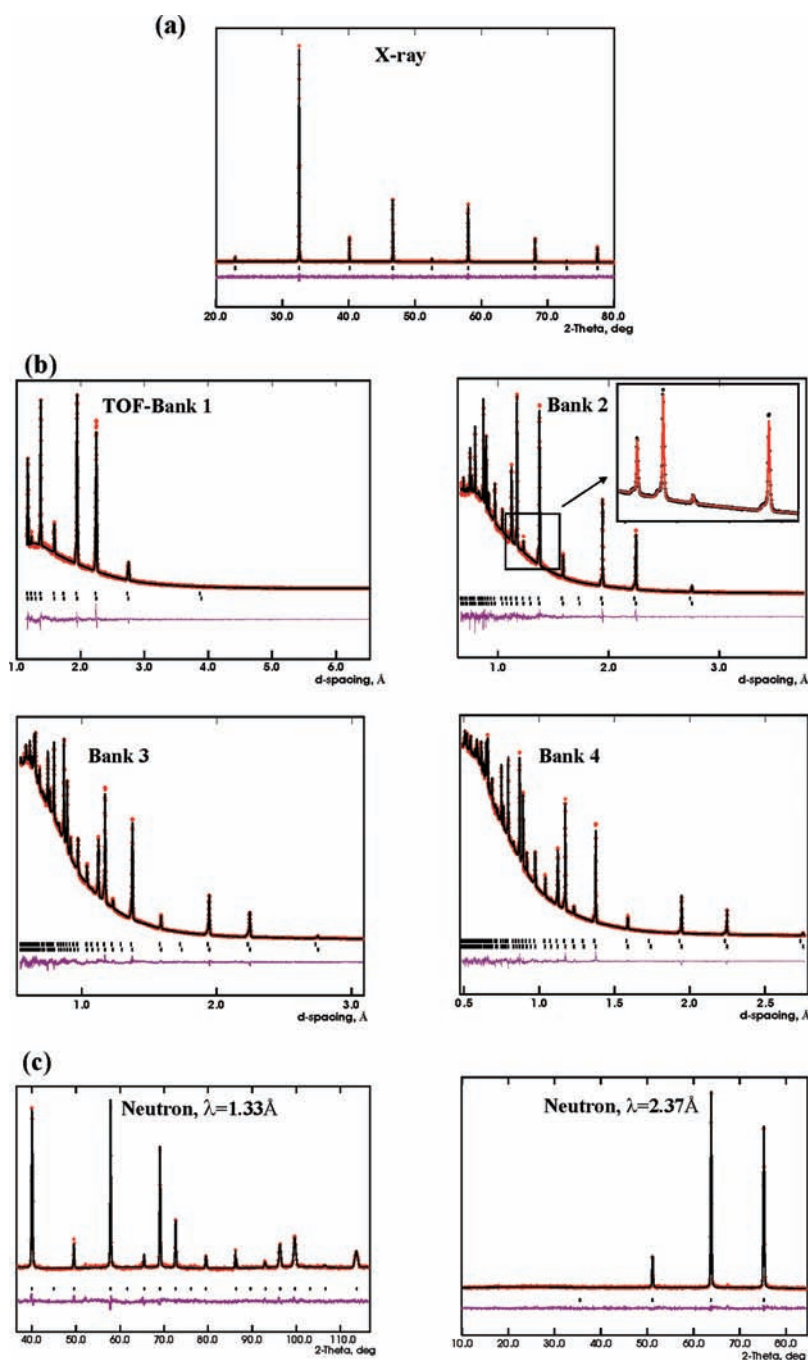 (a)
X-ray
20.0 30.0 40.0 50.0 60.0 70.0 80.0
2-Theta, deg
(b)
TOF-Bank 1
1.0 2.0 3.0 4.0 5.0 6.0
d-spacing, Å
Bank 2
1.0 2.0 3.0
d-spacing, Å
Bank 3
1.0 2.0 3.0
d-spacing, Å
Bank 4
0.5 1.0 1.5 2.0 2.5
d-spacing, Å
(c)
Neutron, λ=1.33Å
40.0 50.0 60.0 70.0 80.0 90.0 100.0 110.0
2-Theta, deg
Neutron, λ=2.37Å
10.0 20.0 30.0 40.0 50.0 60.0 70.0 80.0
2-Theta, deg